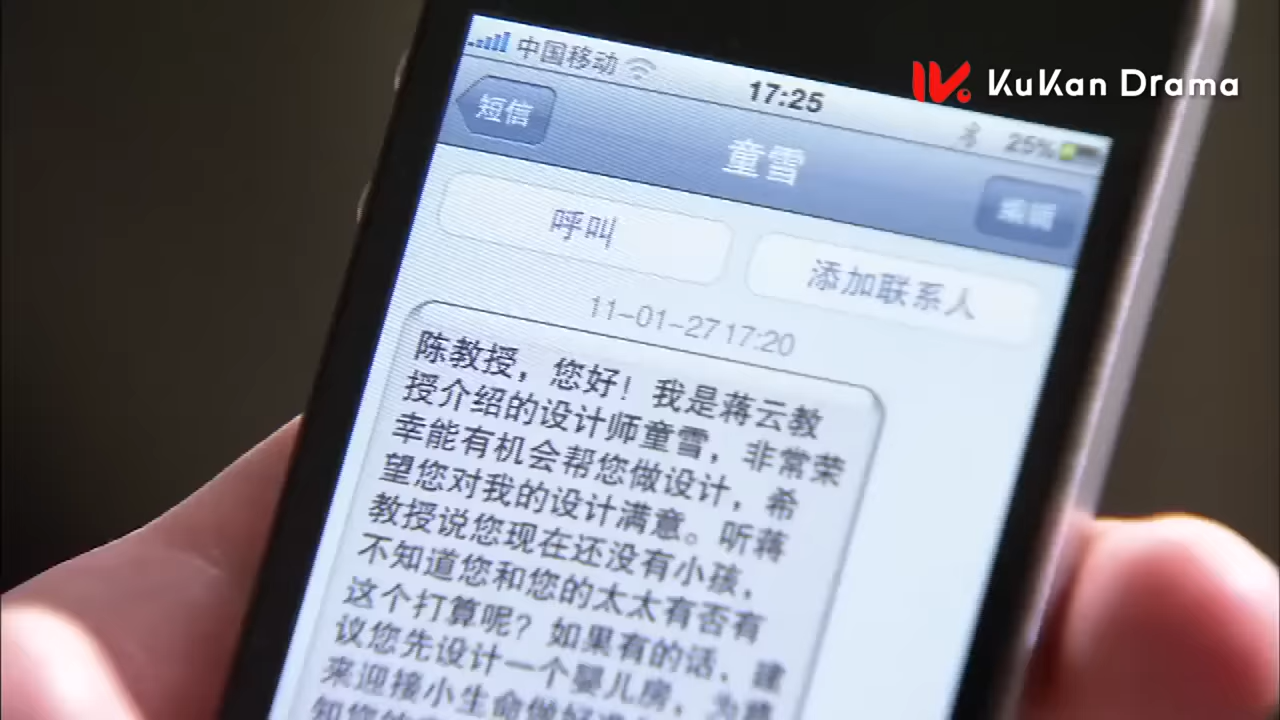 中国移动
17:25
25%
KuKan Drama
短信
童雪
编辑
呼叫
添加联系人
11-01-27 17:20
陈教授，您好！我是蒋云教
授介绍的设计师童雪，非常荣
幸能有机会帮您做设计，希
望您对我的设计满意。听蒋
教授说您现在还没有小孩，
不知道您和您的太太有否有
这个打算呢？如果有的话，建
议您先设计一个婴儿房，为
来迎接小生命做好
知您的